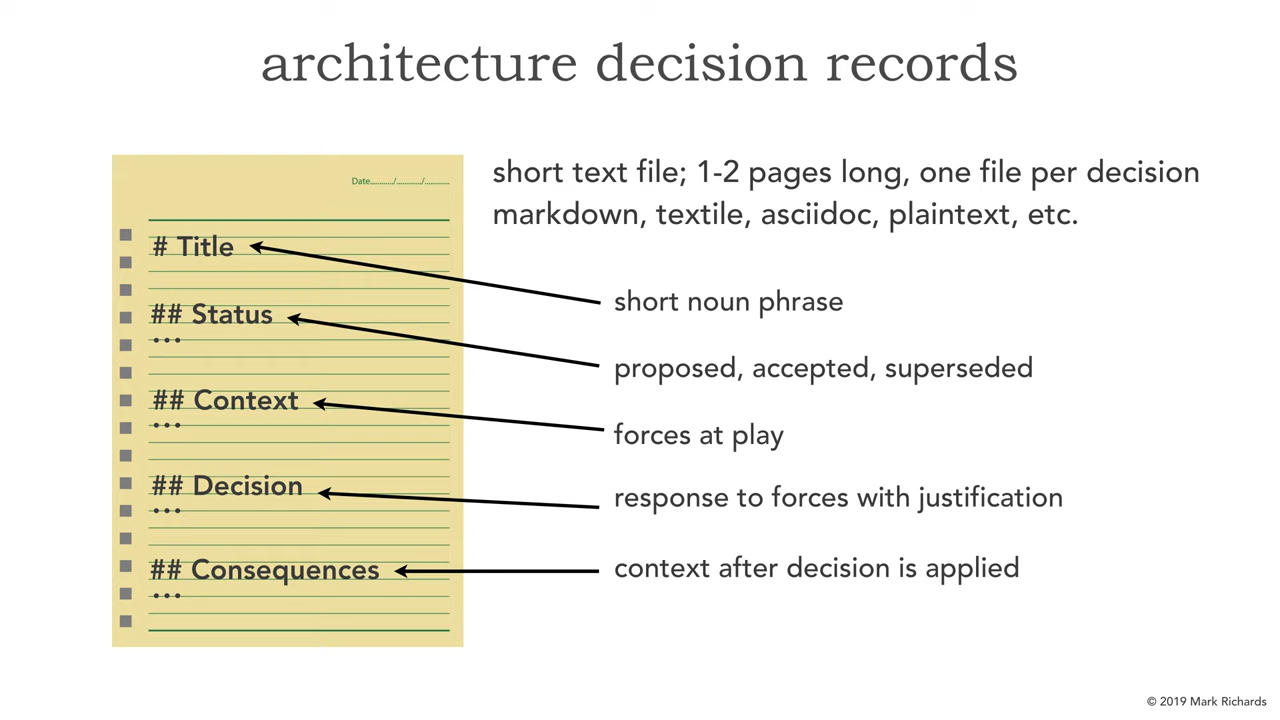 architecture decision records
short text file; 1-2 pages long, one file per decision
markdown, textile, asciidoc, plaintext, etc.
Date............/............/............
# Title
short noun phrase
## Status
...
proposed, accepted, superseded
## Context
...
forces at play
## Decision
...
response to forces with justification
## Consequences
...
context after decision is applied
© 2019 Mark Richards